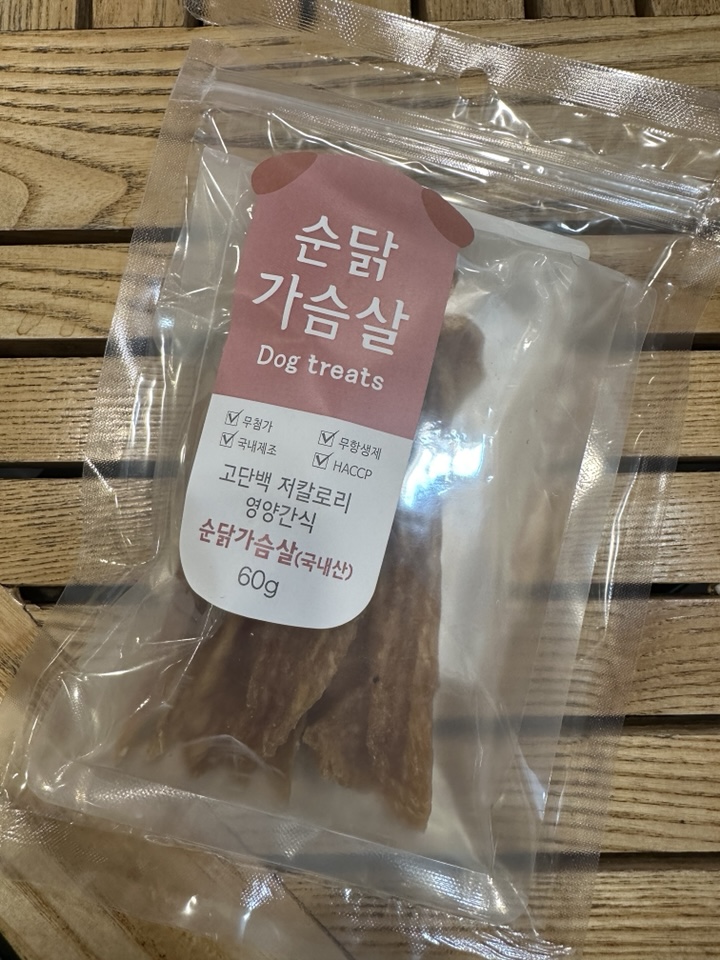 순닭
가슴살
Dog treats
무첨가
무항생제
국내제조
HACCP
고단백 저칼로리
영양간식
순닭가슴살(국내산)
60g